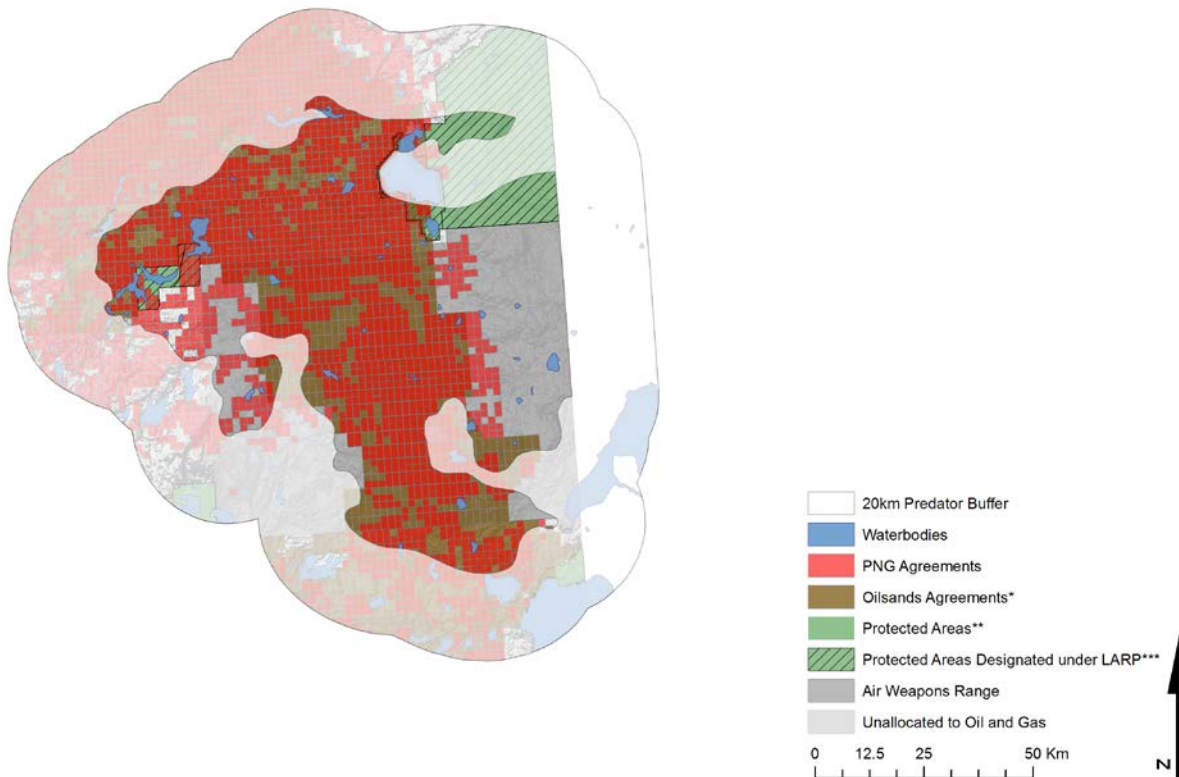 20km Predator Buffer
Waterbodies
PNG Agreements
Oilsands Agreements*
Protected Areas**
Protected Areas Designated under LARP***
Air Weapons Range
Unallocated to Oil and Gas
0 12.5 25 50 Km
N